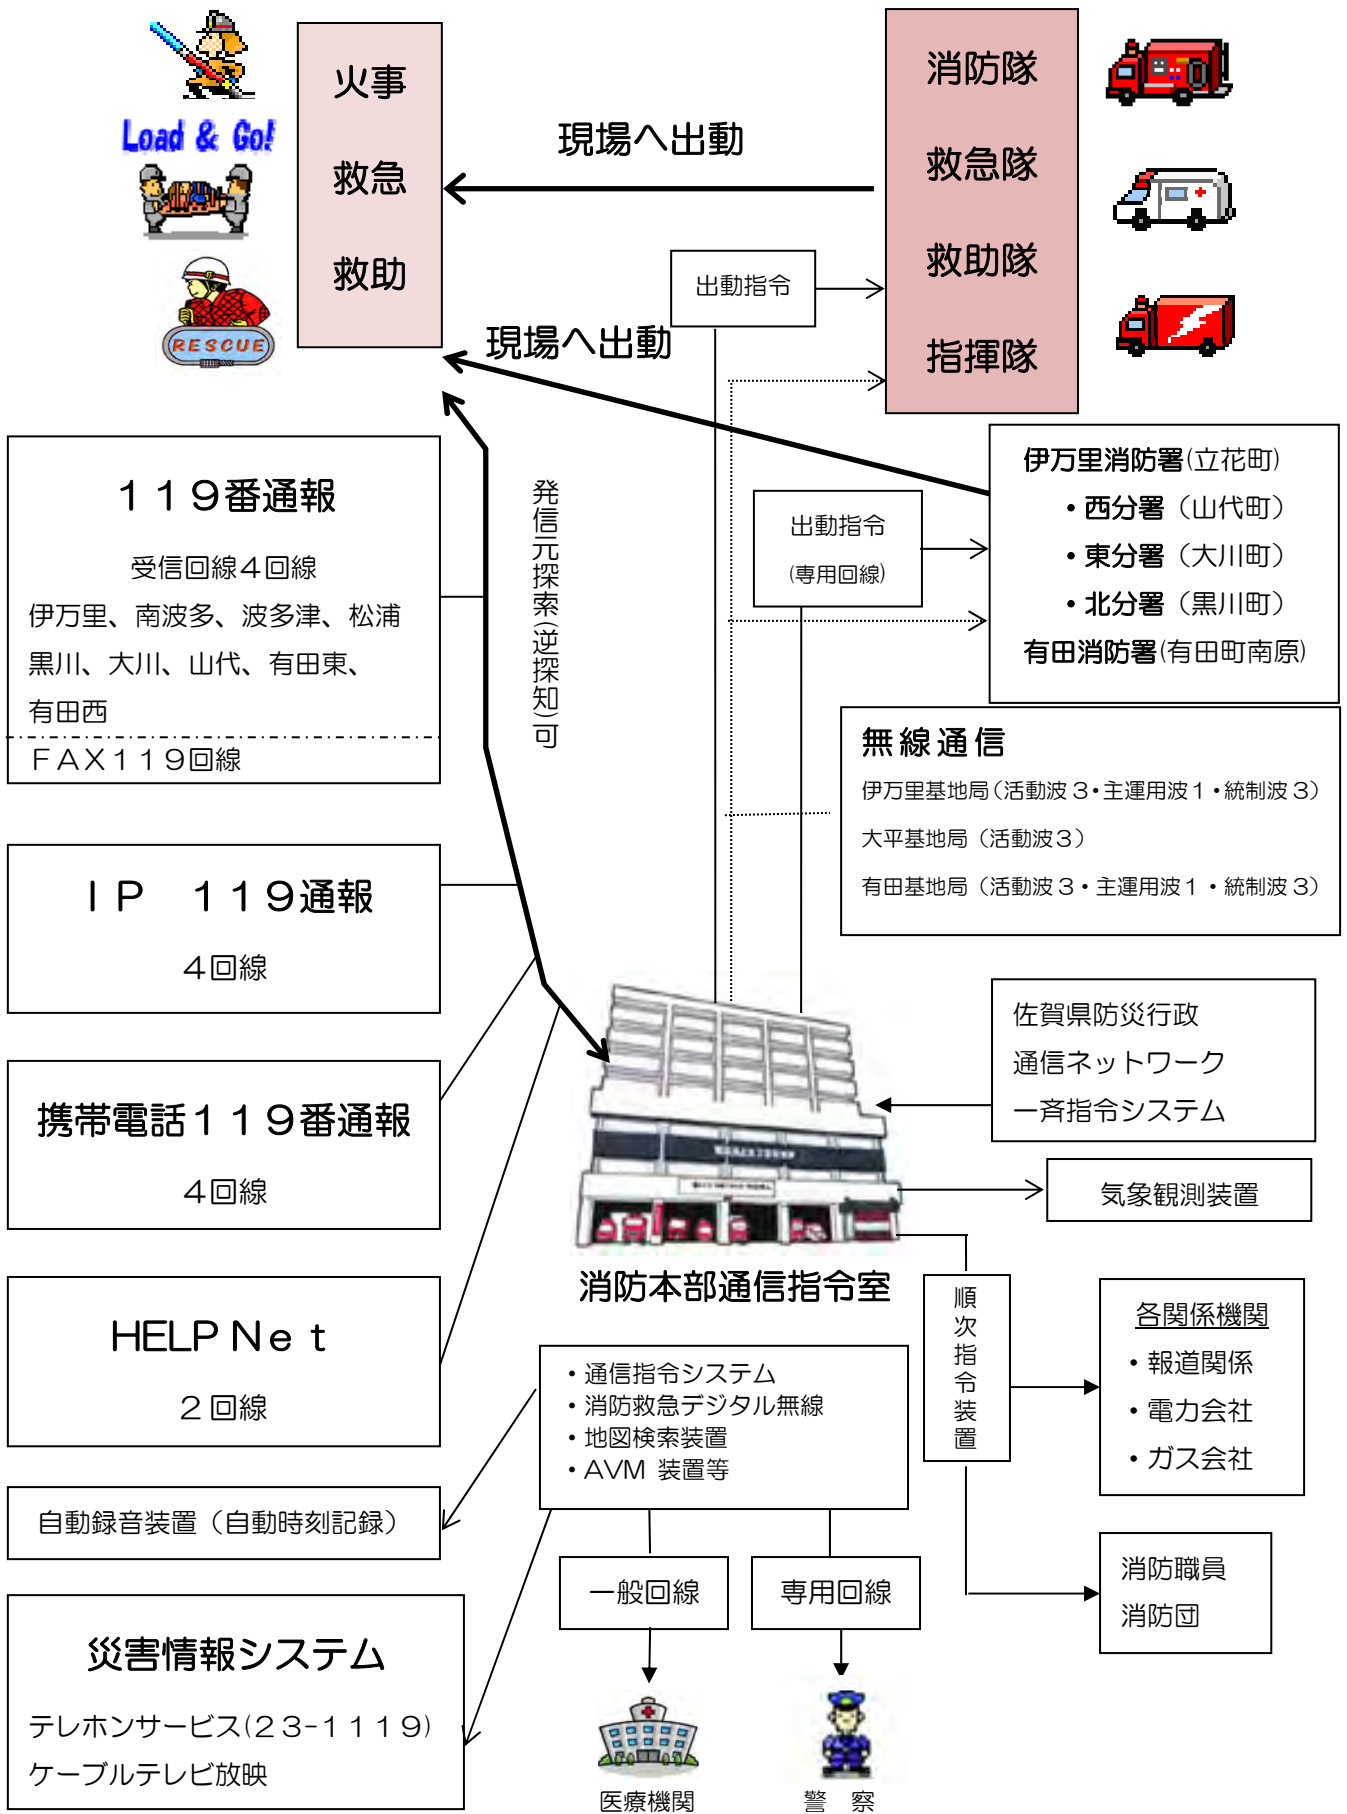 火事
救急
救助
Load & Go!
RESCUE
現場へ出動
消防隊
救急隊
救助隊
指揮隊
出動指令
現場へ出動
119番通報
受信回線4回線
伊万里、南波多、波多津、松浦
黒川、大川、山代、有田東、
有田西
FAX119回線
発信元探索(逆探知)可
出動指令
(専用回線)
伊万里消防署(立花町)
・西分署（山代町）
・東分署（大川町）
・北分署（黒川町）
有田消防署(有田町南原)
無線通信
伊万里基地局（活動波3・主運用波1・統制波3）
大平基地局（活動波3）
有田基地局（活動波3・主運用波1・統制波3）
IP 119通報
4回線
携帯電話119番通報
4回線
HELP Net
2回線
自動録音装置（自動時刻記録）
災害情報システム
テレホンサービス(23-1119)
ケーブルテレビ放映
佐賀県防災行政
通信ネットワーク
一斉指令システム
気象観測装置
消防本部通信指令室
・通信指令システム
・消防救急デジタル無線
・地図検索装置
・AVM 装置等
順次指令装置
各関係機関
・報道関係
・電力会社
・ガス会社
消防職員
消防団
一般回線
専用回線
医療機関
警 察